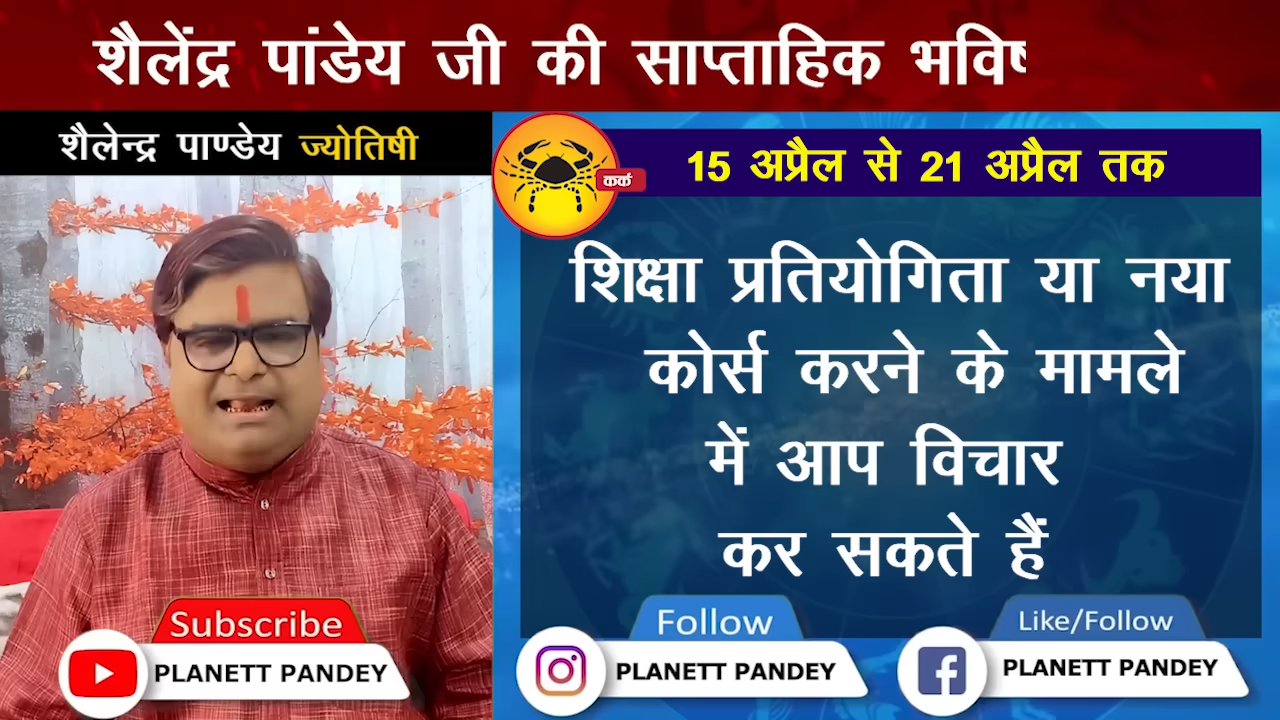 शैलेंद्र पांडेय जी की साप्ताहिक
शैलेन्द्र पाण्डेय ज्योतिषी
कर्क
15 अप्रैल से 21 अप्रैल तक
शिक्षा प्रतियोगिता या नया
कोर्स करने के मामले
में आप विचार
कर सकते हैं
Subscribe
PLANETT PANDEY
Follow
PLANETT PANDEY
Like/Follow
PLANETT PANDEY